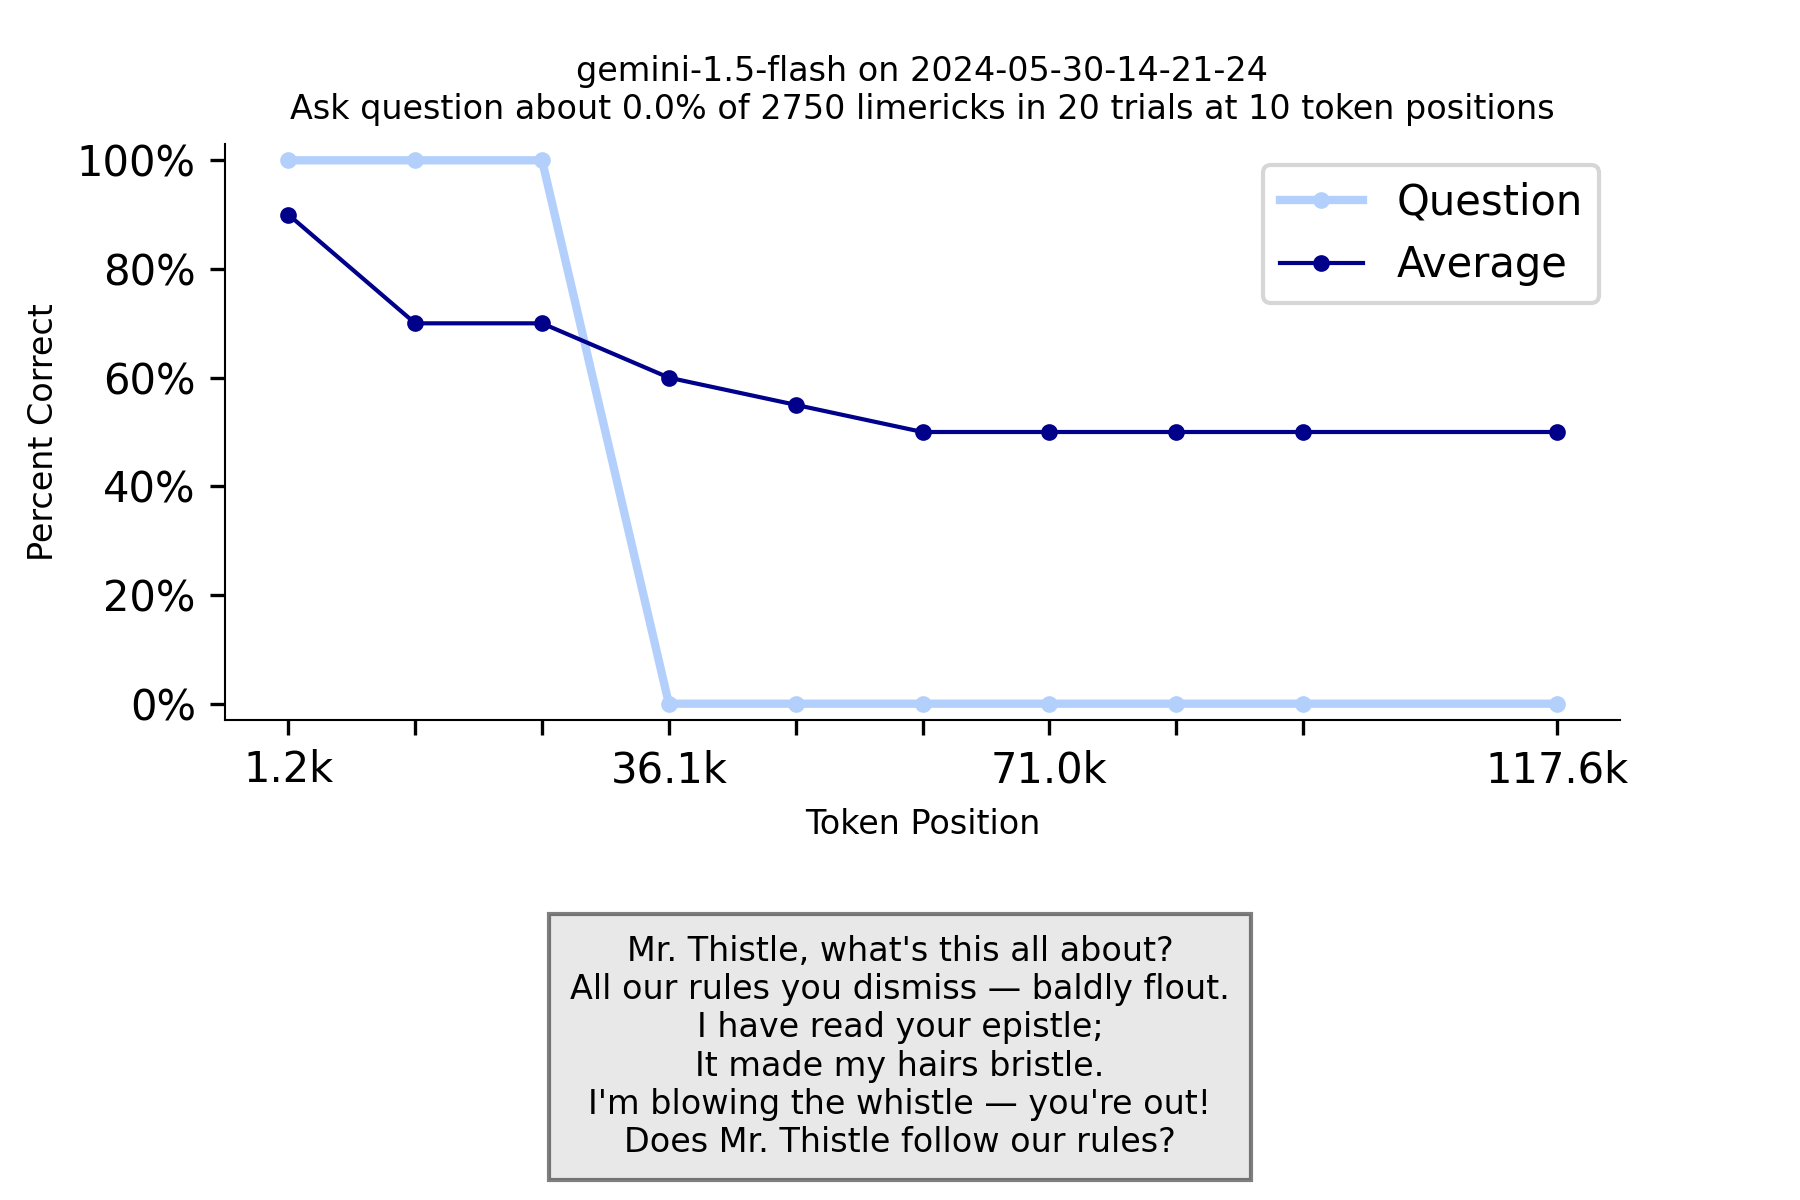 gemini-1.5-flash on 2024-05-30-14-21-24
Ask question about 0.0% of 2750 limericks in 20 trials at 10 token positions
100%
80%
60%
40%
20%
0%
Percent Correct
Question
Average
1.2k
36.1k
71.0k
117.6k
Token Position
Mr. Thistle, what's this all about?
All our rules you dismiss — baldly flout.
I have read your epistle;
It made my hairs bristle.
I'm blowing the whistle — you're out!
Does Mr. Thistle follow our rules?